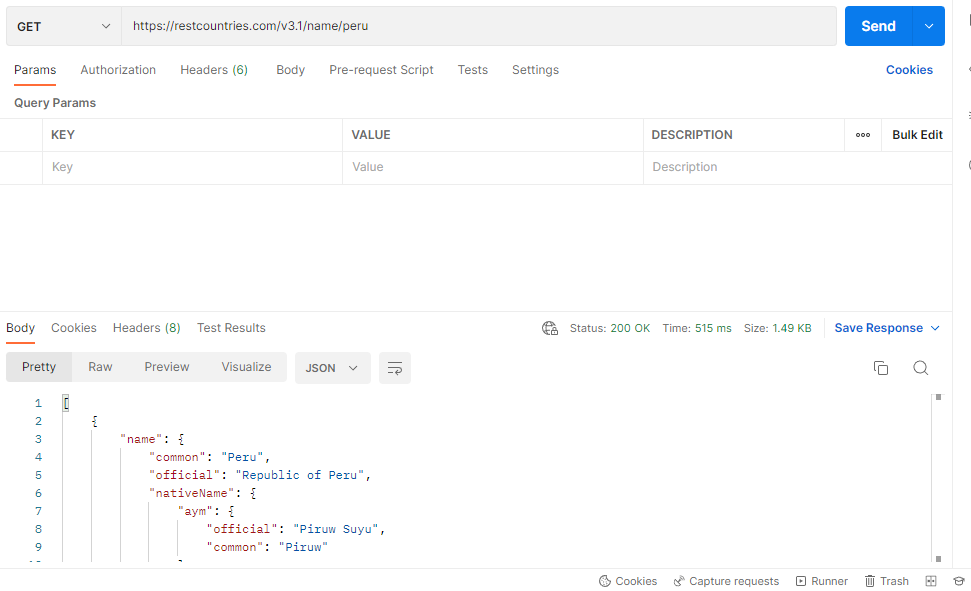 GET https://restcountries.com/v3.1/name/peru Send
Params Authorization Headers (6) Body Pre-request Script Tests Settings Cookies
Query Params
KEY VALUE DESCRIPTION ooo Bulk Edit
Key Value Description
Body Cookies Headers (8) Test Results Status: 200 OK Time: 515 ms Size: 1.49 KB Save Response
Pretty Raw Preview Visualize JSON
1 [
2 {
3 "name": {
4 "common": "Peru",
5 "official": "Republic of Peru",
6 "nativeName": {
7 "aym": {
8 "official": "Piruw Suyu",
9 "common": "Piruw"
Cookies Capture requests Runner Trash